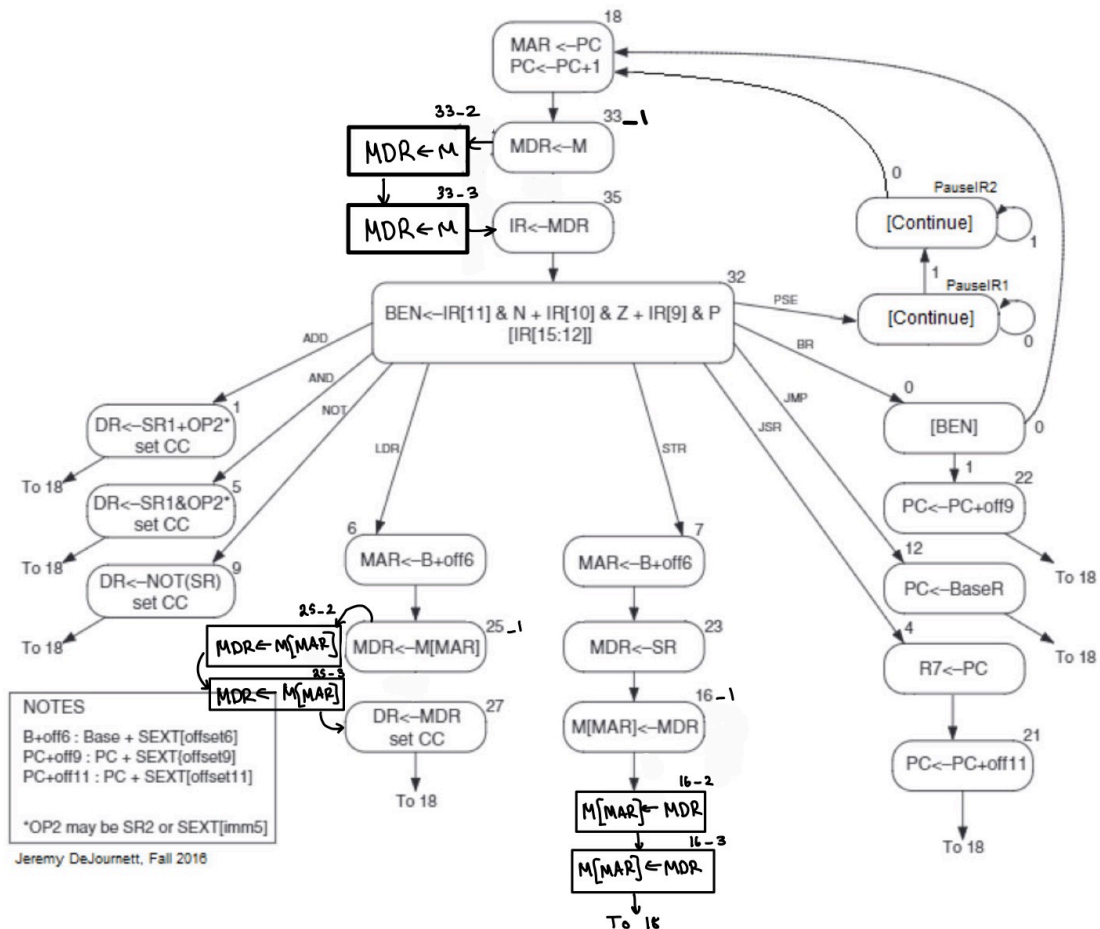 18
MAR <–PC
PC<–PC+1
33-2
33_1
MDR ← M
MDR<–M
33-3
35
MDR ← M
IR<–MDR
0
PauseIR2
[Continue]
1
1
PauseIR1
[Continue]
0
32
BEN<–IR[11] & N + IR[10] & Z + IR[9] & P
[IR[15:12]]
PSE
BR
JMP
JSR
ADD
AND
NOT
LDR
STR
1
DR<–SR1+OP2*
set CC
To 18
5
DR<–SR1&OP2*
set CC
To 18
9
DR<–NOT(SR)
set CC
To 18
0
[BEN]
0
1
22
PC<–PC+off9
To 18
12
PC<–BaseR
To 18
4
R7<–PC
21
PC<–PC+off11
To 18
6
MAR<–B+off6
25-2
25_1
MDR ← M[MAR]
MDR<–M[MAR]
25-3
MDR ← M[MAR]
27
DR<–MDR
set CC
To 18
7
MAR<–B+off6
23
MDR<–SR
16-1
M[MAR]<–MDR
16-2
M[MAR] ← MDR
16-3
M[MAR] ← MDR
To 18
NOTES
B+off6 : Base + SEXT[offset6]
PC+off9 : PC + SEXT{offset9]
PC+off11 : PC + SEXT[offset11]
*OP2 may be SR2 or SEXT[imm5]
Jeremy DeJournett, Fall 2016